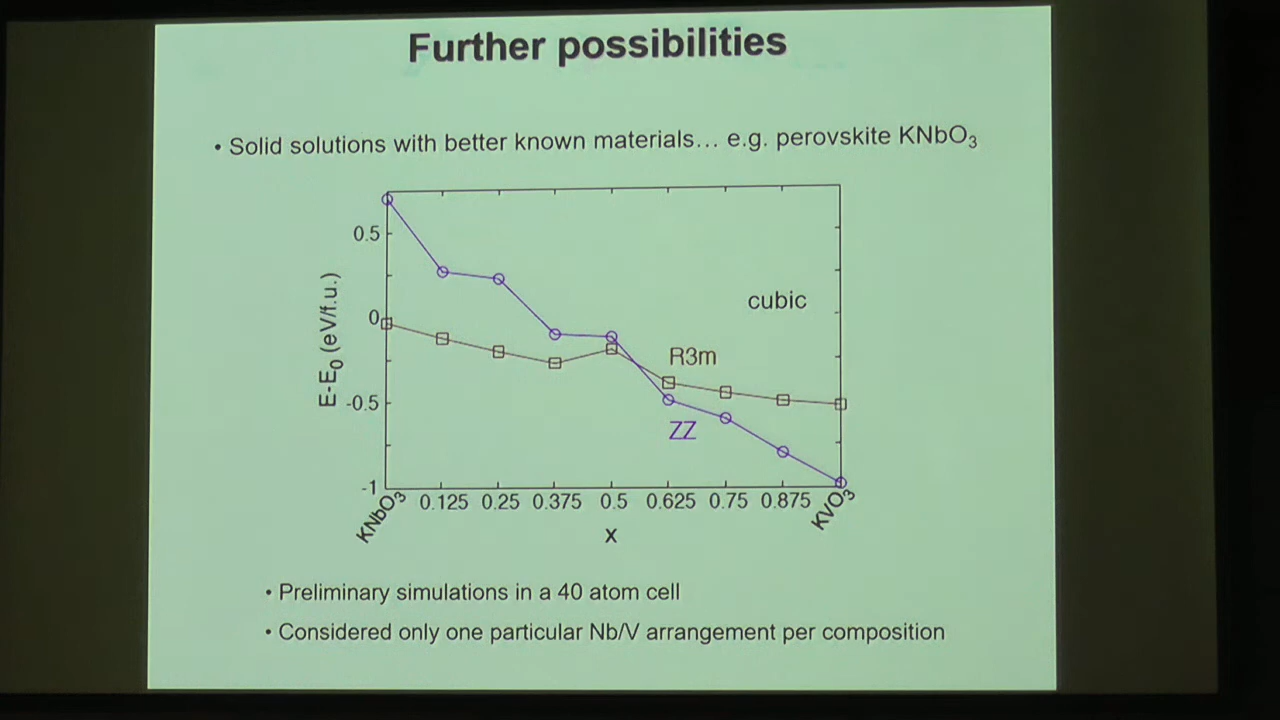 Further possibilities
• Solid solutions with better known materials... e.g. perovskite KNbO₃
0.5
0
-0.5
-1
E-E₀ (eV/f.u.)
cubic
R3m
ZZ
KNbO₃ 0.125 0.25 0.375 0.5 0.625 0.75 0.875 KVO₃
x
• Preliminary simulations in a 40 atom cell
• Considered only one particular Nb/V arrangement per composition